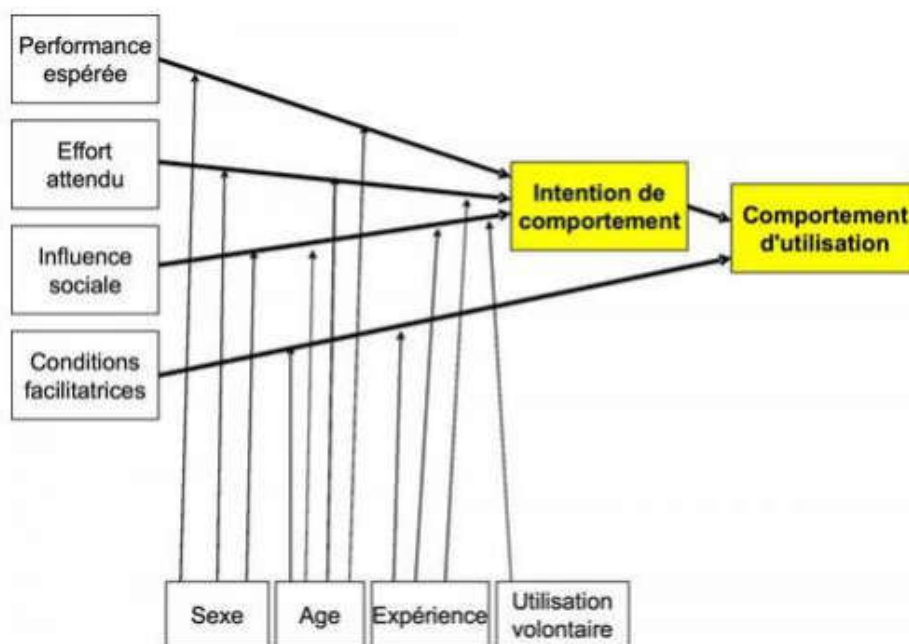 Performance
espérée
Effort
attendu
Influence
sociale
Conditions
facilitatrices
Intention de
comportement
Comportement
d'utilisation
Sexe
Age
Expérience
Utilisation
volontaire